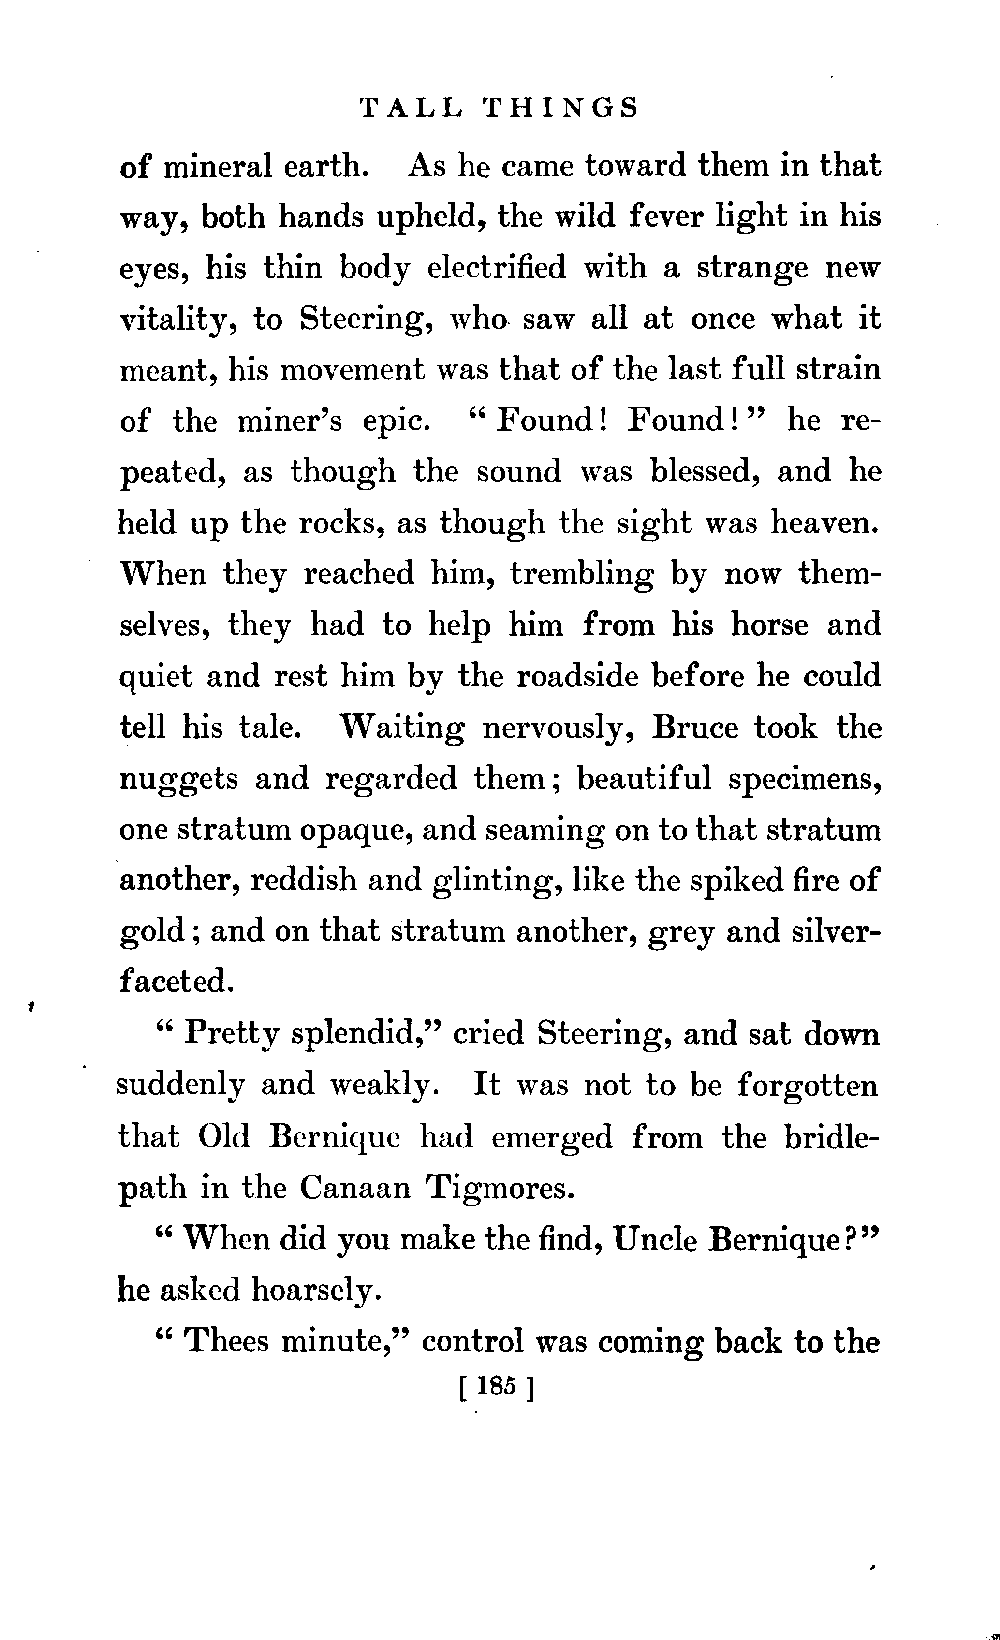 TALL THINGS
of mineral earth. As he came toward them in that
way, both hands upheld, the wild fever light in his
eyes, his thin body electrified with a strange new
vitality, to Steering, who saw all at once what it
meant, his movement was that of the last full strain
of the miner's epic. “ Found! Found! ” he re-
peated, as though the sound was blessed, and he
held up the rocks, as though the sight was heaven.
When they reached him, trembling by now them-
selves, they had to help him from his horse and
quiet and rest him by the roadside before he could
tell his tale. Waiting nervously, Bruce took the
nuggets and regarded them; beautiful specimens,
one stratum opaque, and seaming on to that stratum
another, reddish and glinting, like the spiked fire of
gold; and on that stratum another, grey and silver-
faceted.
“ Pretty splendid,” cried Steering, and sat down
suddenly and weakly. It was not to be forgotten
that Old Bernique had emerged from the bridle-
path in the Canaan Tigmores.
“ When did you make the find, Uncle Bernique?”
he asked hoarsely.
“ Thees minute,” control was coming back to the
[ 185 ]